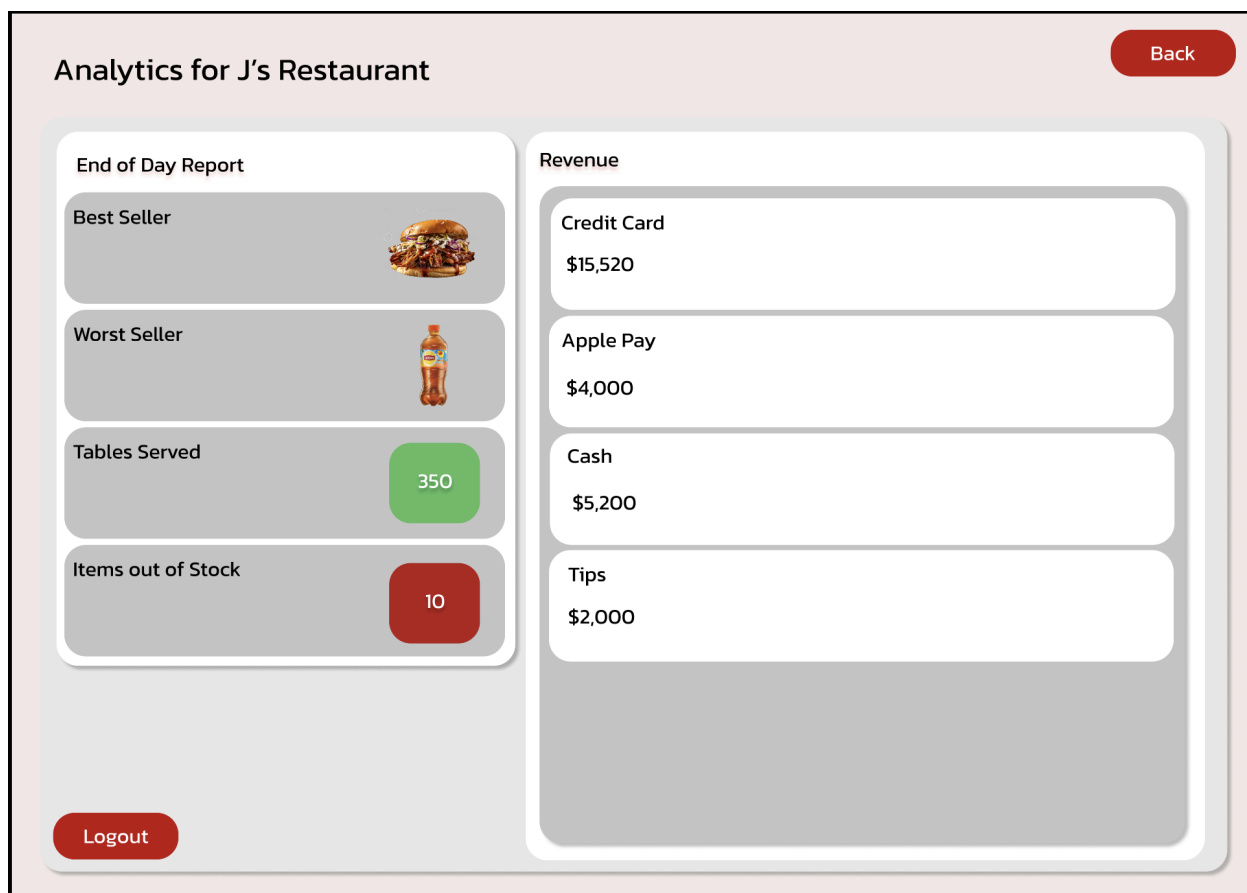 Analytics for J's Restaurant
Back
End of Day Report
Best Seller
Worst Seller
Tables Served
350
Items out of Stock
10
Revenue
Credit Card
$15,520
Apple Pay
$4,000
Cash
$5,200
Tips
$2,000
Logout